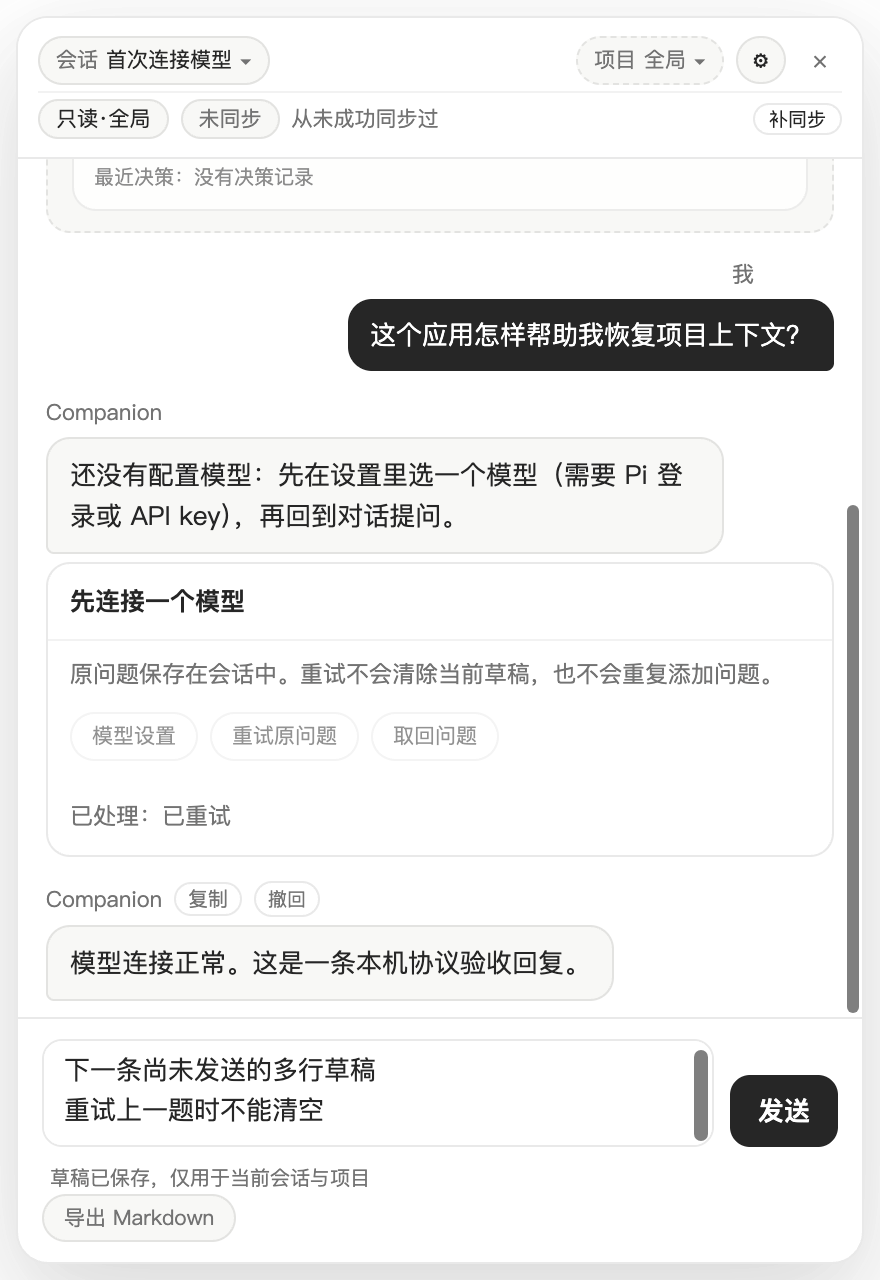 会话 首次连接模型
项目 全局
只读·全局 未同步 从未成功同步过 补同步
最近决策：没有决策记录
我
这个应用怎样帮助我恢复项目上下文？
Companion
还没有配置模型：先在设置里选一个模型（需要 Pi 登
录或 API key），再回到对话提问。
先连接一个模型
原问题保存在会话中。重试不会清除当前草稿，也不会重复添加问题。
模型设置 重试原问题 取回问题
已处理：已重试
Companion 复制 撤回
模型连接正常。这是一条本机协议验收回复。
下一条尚未发送的多行草稿
重试上一题时不能清空
发送
草稿已保存，仅用于当前会话与项目
导出 Markdown